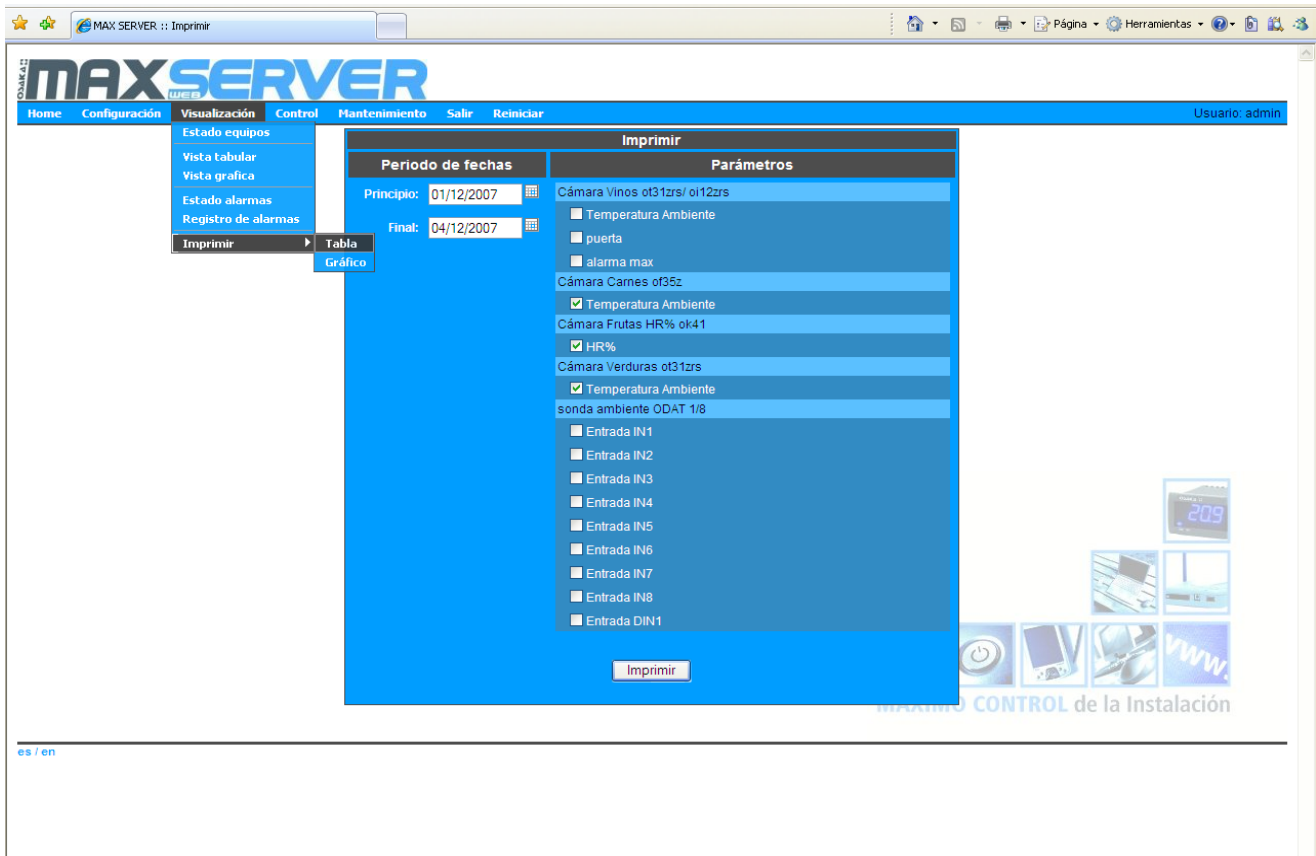 MAX SERVER :: Imprimir
Página
Herramientas
OSAKA
MAXSERVER
WEB
Home Configuración Visualización Control Mantenimiento Salir Reiniciar
Usuario: admin
Estado equipos
Vista tabular
Vista grafica
Estado alarmas
Registro de alarmas
Imprimir
Tabla
Gráfico
Imprimir
Periodo de fechas
Principio: 01/12/2007
Final: 04/12/2007
Parámetros
Cámara Vinos ot31zrs/ oi12zrs
Temperatura Ambiente
puerta
alarma max
Cámara Carnes of35z
Temperatura Ambiente
Cámara Frutas HR% ok41
HR%
Cámara Verduras ot31zrs
Temperatura Ambiente
sonda ambiente ODAT 1/8
Entrada IN1
Entrada IN2
Entrada IN3
Entrada IN4
Entrada IN5
Entrada IN6
Entrada IN7
Entrada IN8
Entrada DIN1
Imprimir
20.9
www.
MÁXIMO CONTROL de la Instalación
es / en